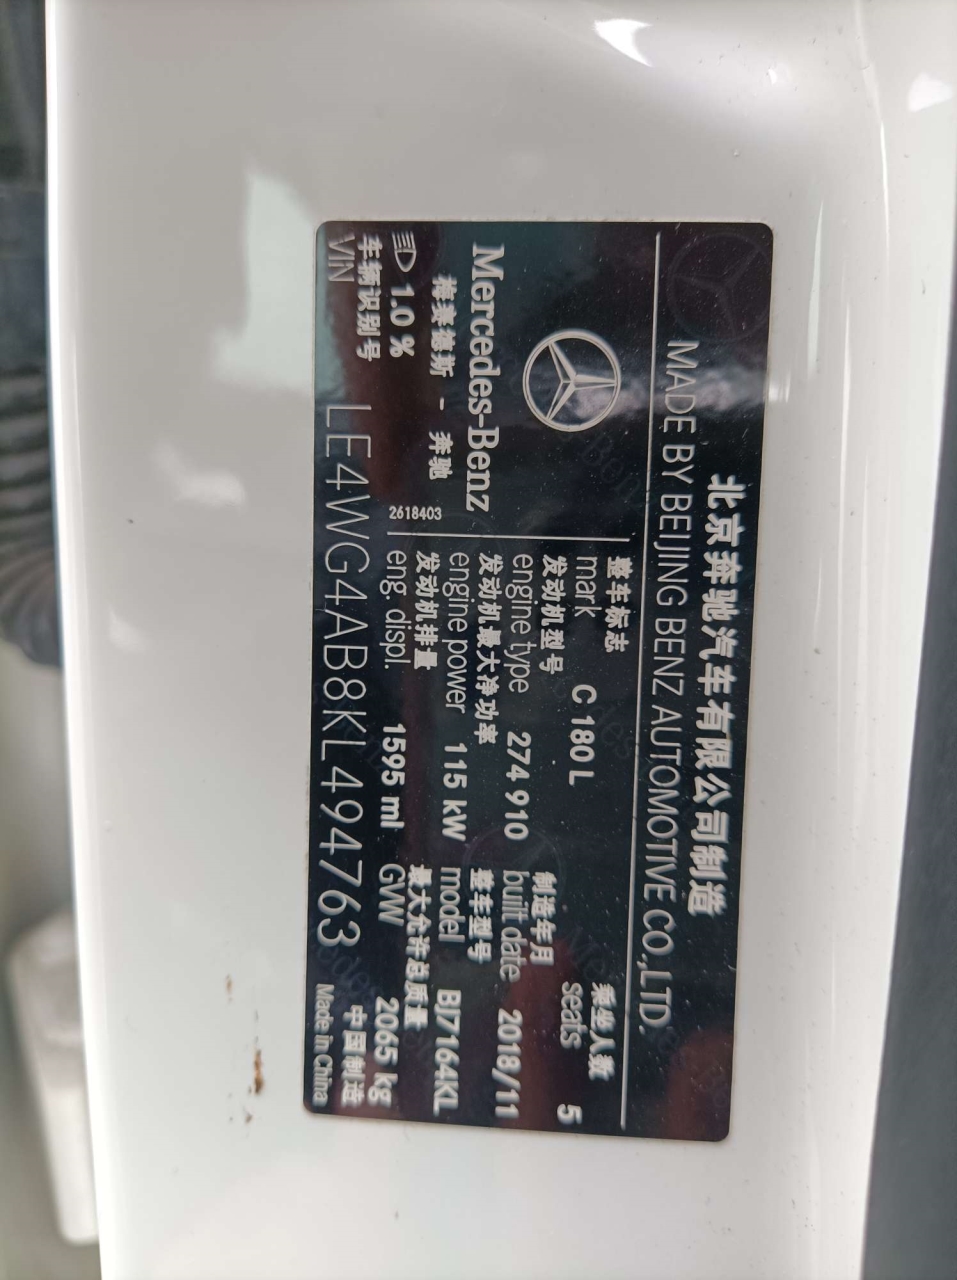 北京奔驰汽车有限公司制造
MADE BY BEIJING BENZ AUTOMOTIVE CO.,LTD.
Mercedes-Benz
梅赛德斯 - 奔驰
1.0 %
2618403
整车标志
mark C 180 L
乘坐人数
seats 5
发动机型号
engine type 274 910
制造年月
built date 2018/11
发动机最大净功率
engine power 115 kW
整车型号
model BJ7164KL
发动机排量
eng. displ. 1595 ml
最大允许总质量
GVW 2065 kg
车辆识别号
VIN LE4WG4AB8KL494763
中国制造
Made in China